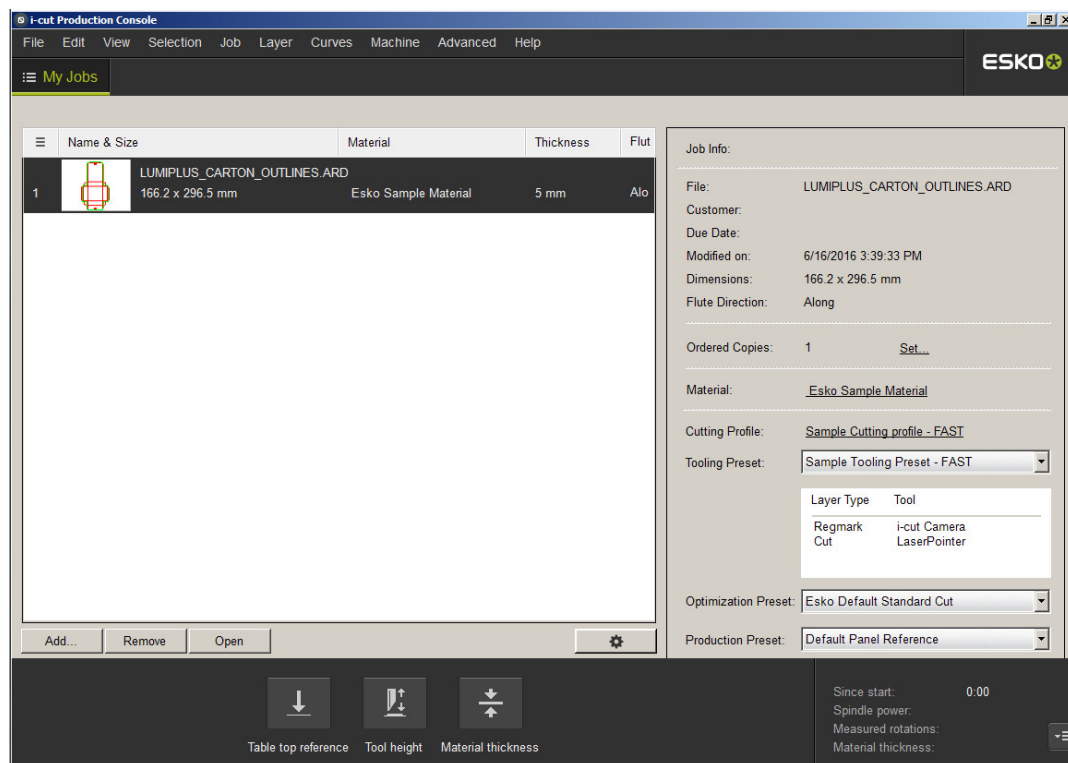 i-cut Production Console
File Edit View Selection Job Layer Curves Machine Advanced Help
ESKO
My Jobs
Name & Size Material Thickness Flut
1 LUMIPLUS_CARTON_OUTLINES.ARD
166.2 x 296.5 mm Esko Sample Material 5 mm Alo
Add... Remove Open
Job Info:
File: LUMIPLUS_CARTON_OUTLINES.ARD
Customer:
Due Date:
Modified on: 6/16/2016 3:39:33 PM
Dimensions: 166.2 x 296.5 mm
Flute Direction: Along
Ordered Copies: 1 Set...
Material: Esko Sample Material
Cutting Profile: Sample Cutting profile - FAST
Tooling Preset: Sample Tooling Preset - FAST
Layer Type Tool
Regmark i-cut Camera
Cut LaserPointer
Optimization Preset: Esko Default Standard Cut
Production Preset: Default Panel Reference
Table top reference Tool height Material thickness
Since start: 0:00
Spindle power:
Measured rotations:
Material thickness: